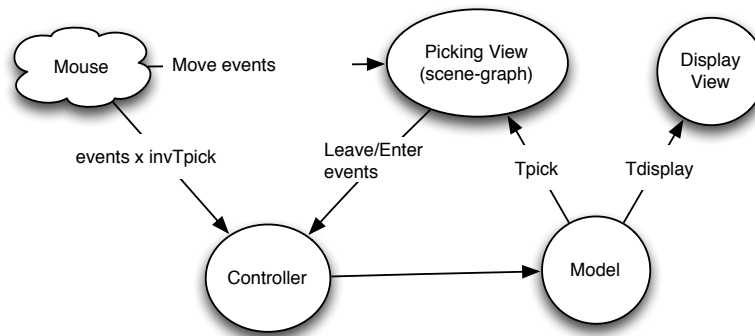 Mouse
Move events
Picking View
(scene-graph)
Display
View
events x invTpick
Leave/Enter
events
Tpick
Tdisplay
Controller
Model